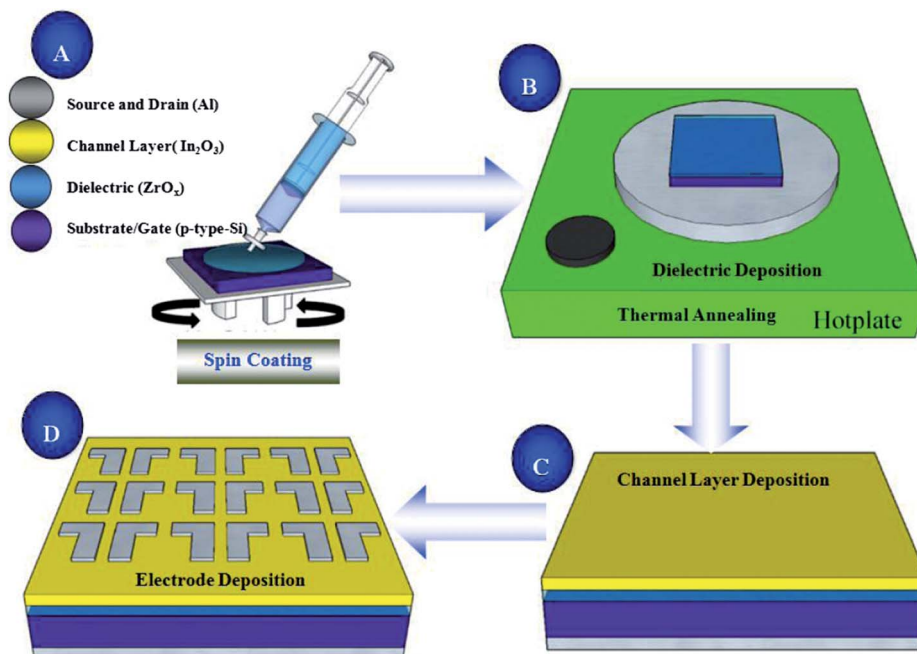 A
Source and Drain (Al)
Channel Layer( In₂O₃)
Dielectric (ZrOₓ)
Substrate/Gate (p-type-Si)
Spin Coating
B
Dielectric Deposition
Thermal Annealing
Hotplate
C
Channel Layer Deposition
D
Electrode Deposition